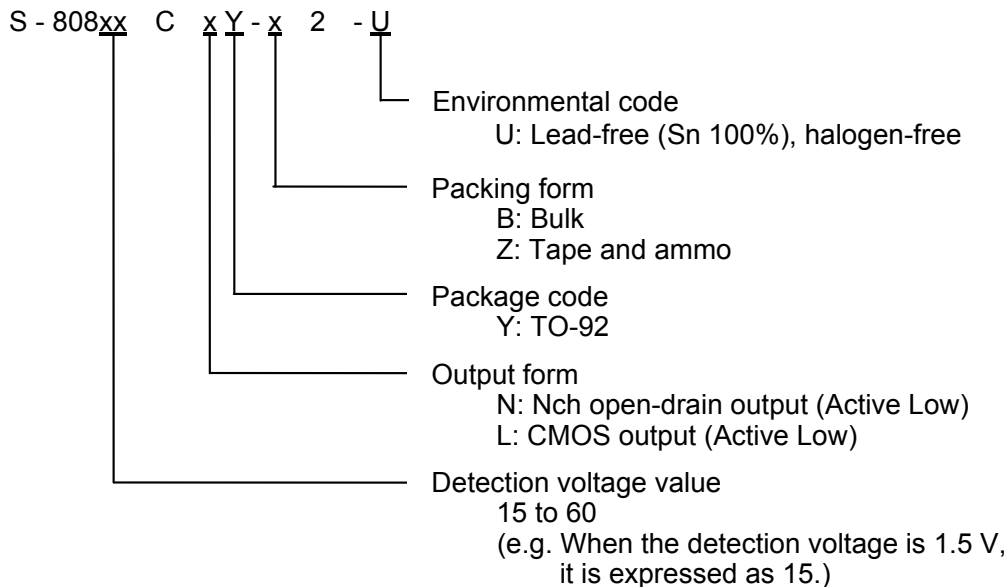 S - 808xx C x Y - x 2 - U
Environmental code
U: Lead-free (Sn 100%), halogen-free
Packing form
B: Bulk
Z: Tape and ammo
Package code
Y: TO-92
Output form
N: Nch open-drain output (Active Low)
L: CMOS output (Active Low)
Detection voltage value
15 to 60
(e.g. When the detection voltage is 1.5 V,
it is expressed as 15.)